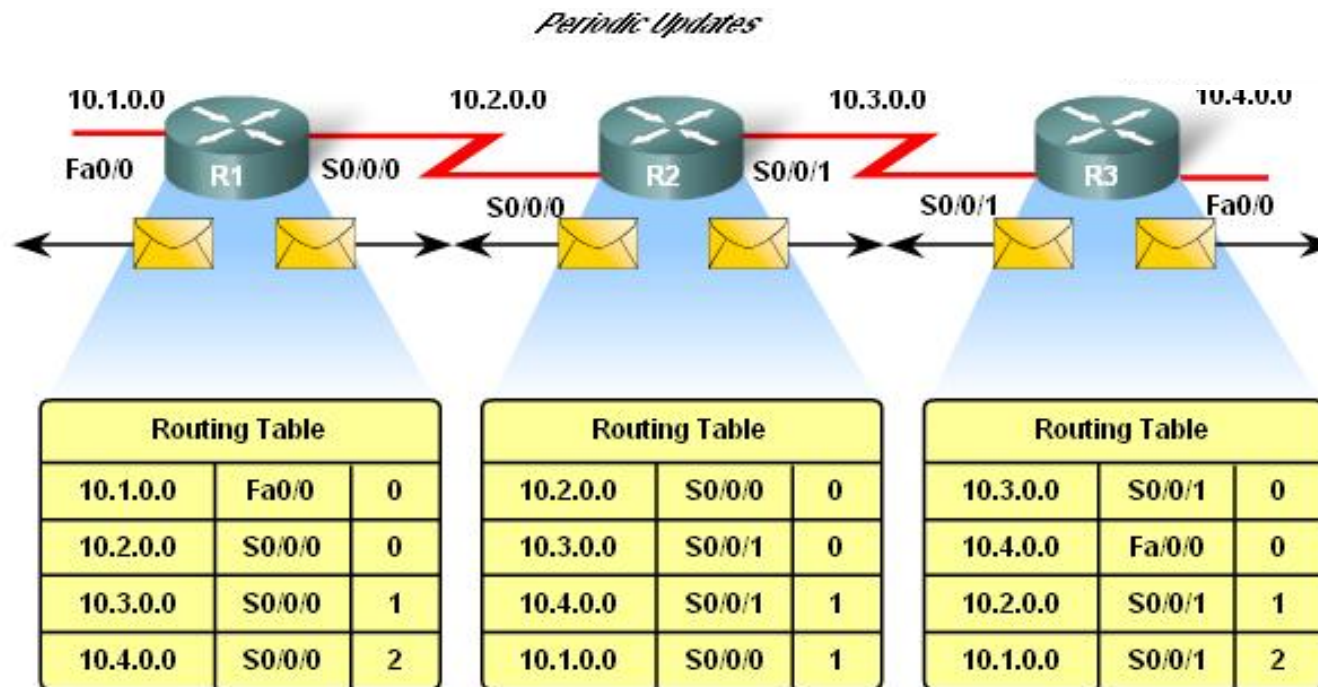 Periodic Updates
10.1.0.0 10.2.0.0 10.3.0.0 10.4.0.0
Fa0/0 R1 S0/0/0 R2 S0/0/1 R3
S0/0/0 S0/0/1 Fa0/0
Routing Table
10.1.0.0 Fa0/0 0
10.2.0.0 S0/0/0 0
10.3.0.0 S0/0/0 1
10.4.0.0 S0/0/0 2
Routing Table
10.2.0.0 S0/0/0 0
10.3.0.0 S0/0/1 0
10.4.0.0 S0/0/1 1
10.1.0.0 S0/0/0 1
Routing Table
10.3.0.0 S0/0/1 0
10.4.0.0 Fa/0/0 0
10.2.0.0 S0/0/1 1
10.1.0.0 S0/0/1 2